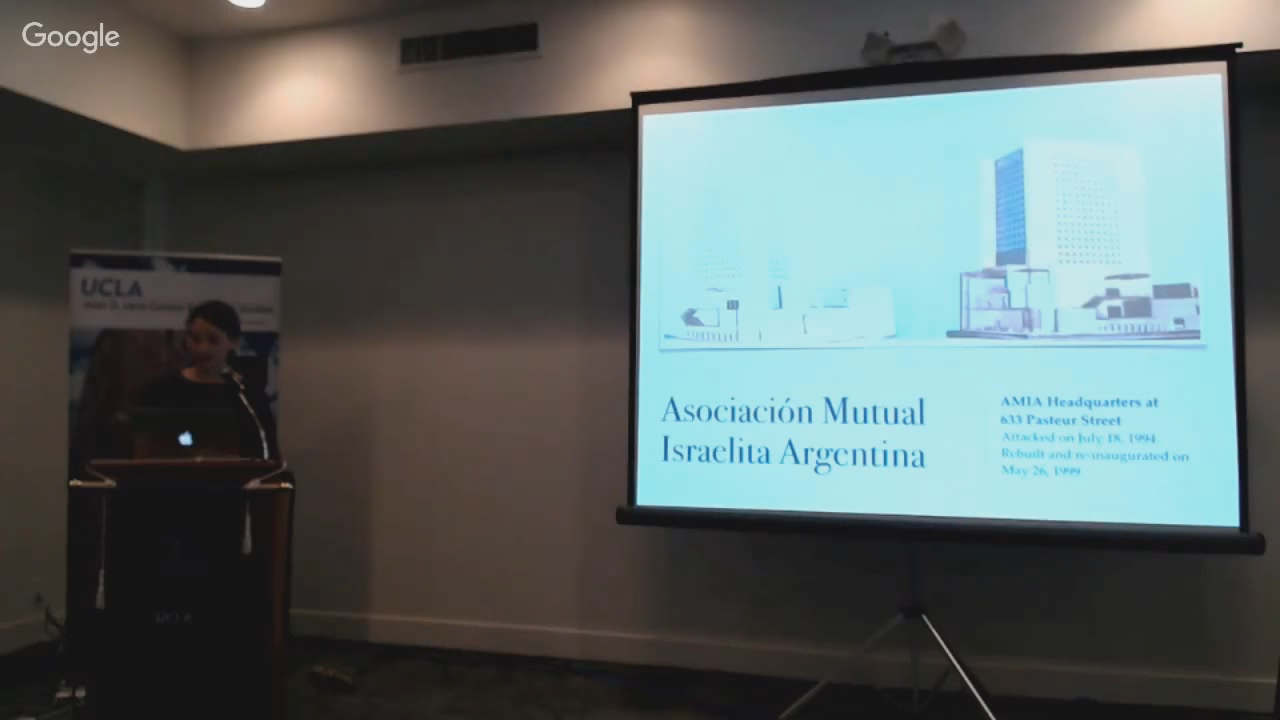 Google
UCLA
Asociación Mutual
Israelita Argentina
AMIA Headquarters at
633 Pasteur Street
Attacked on July 18, 1994.
Rebuilt and re-inaugurated on
May 26, 1999
UCLA